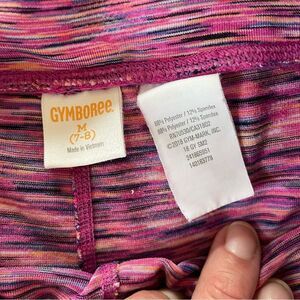 GYMBOREE
M
(7-8)
Made in Vietnam
88% Polyester / 12% Spandex
88% Polyester / 12% Spandex
©2018 GYM-MARK, INC.
18 GY SM2
140183778